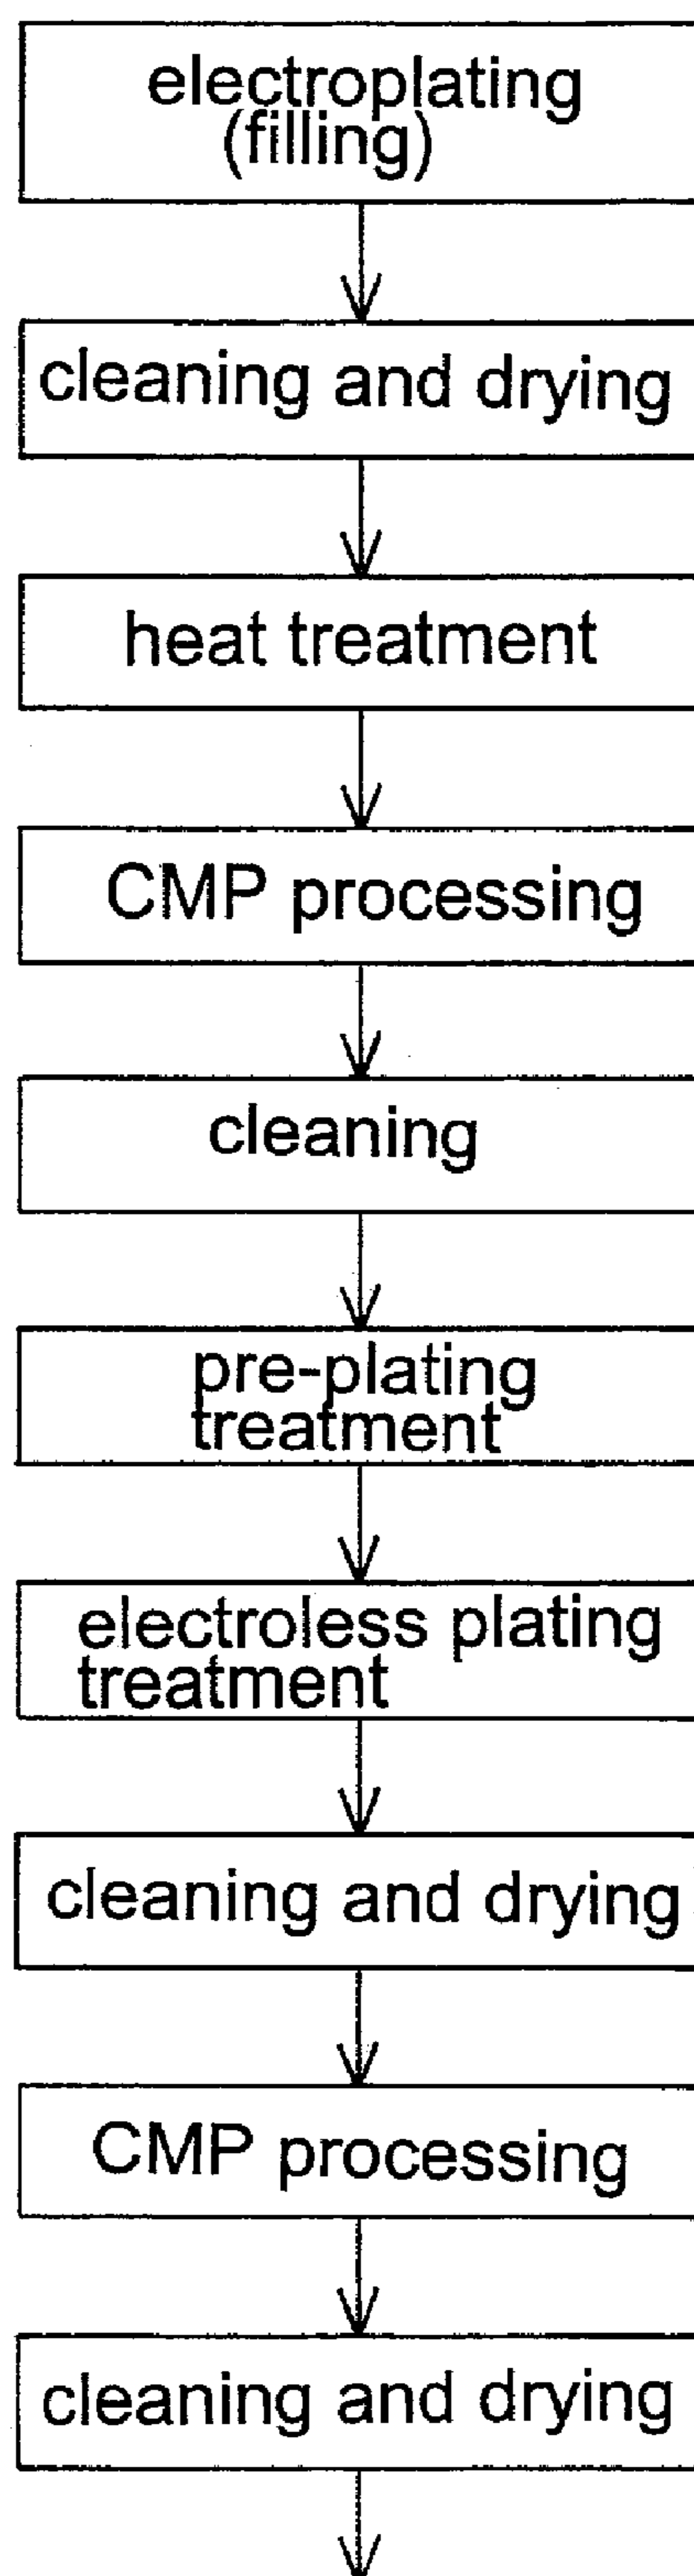 electroplating
(filling)
cleaning and drying
heat treatment
CMP processing
cleaning
pre-plating
treatment
electroless plating
treatment
cleaning and drying
CMP processing
cleaning and drying